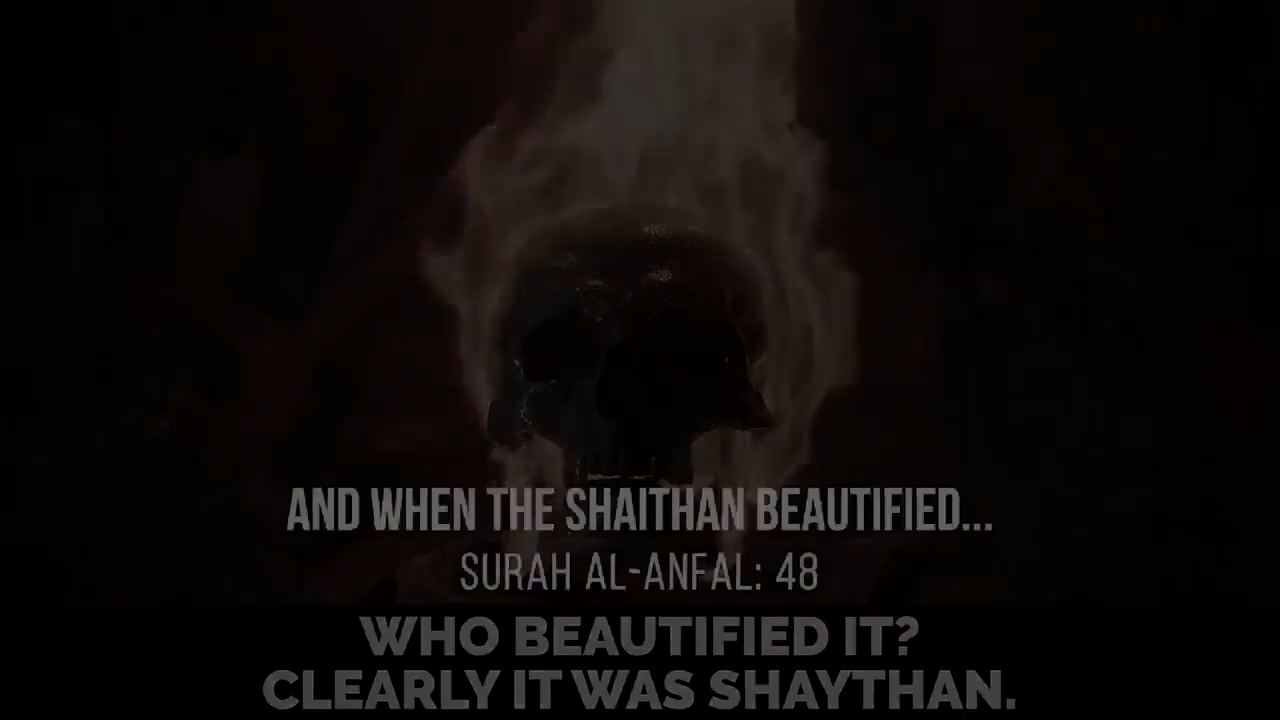 AND WHEN THE SHAITHAN BEAUTIFIED...
SURAH AL-ANFAL: 48
WHO BEAUTIFIED IT?
CLEARLY IT WAS SHAYTHAN.